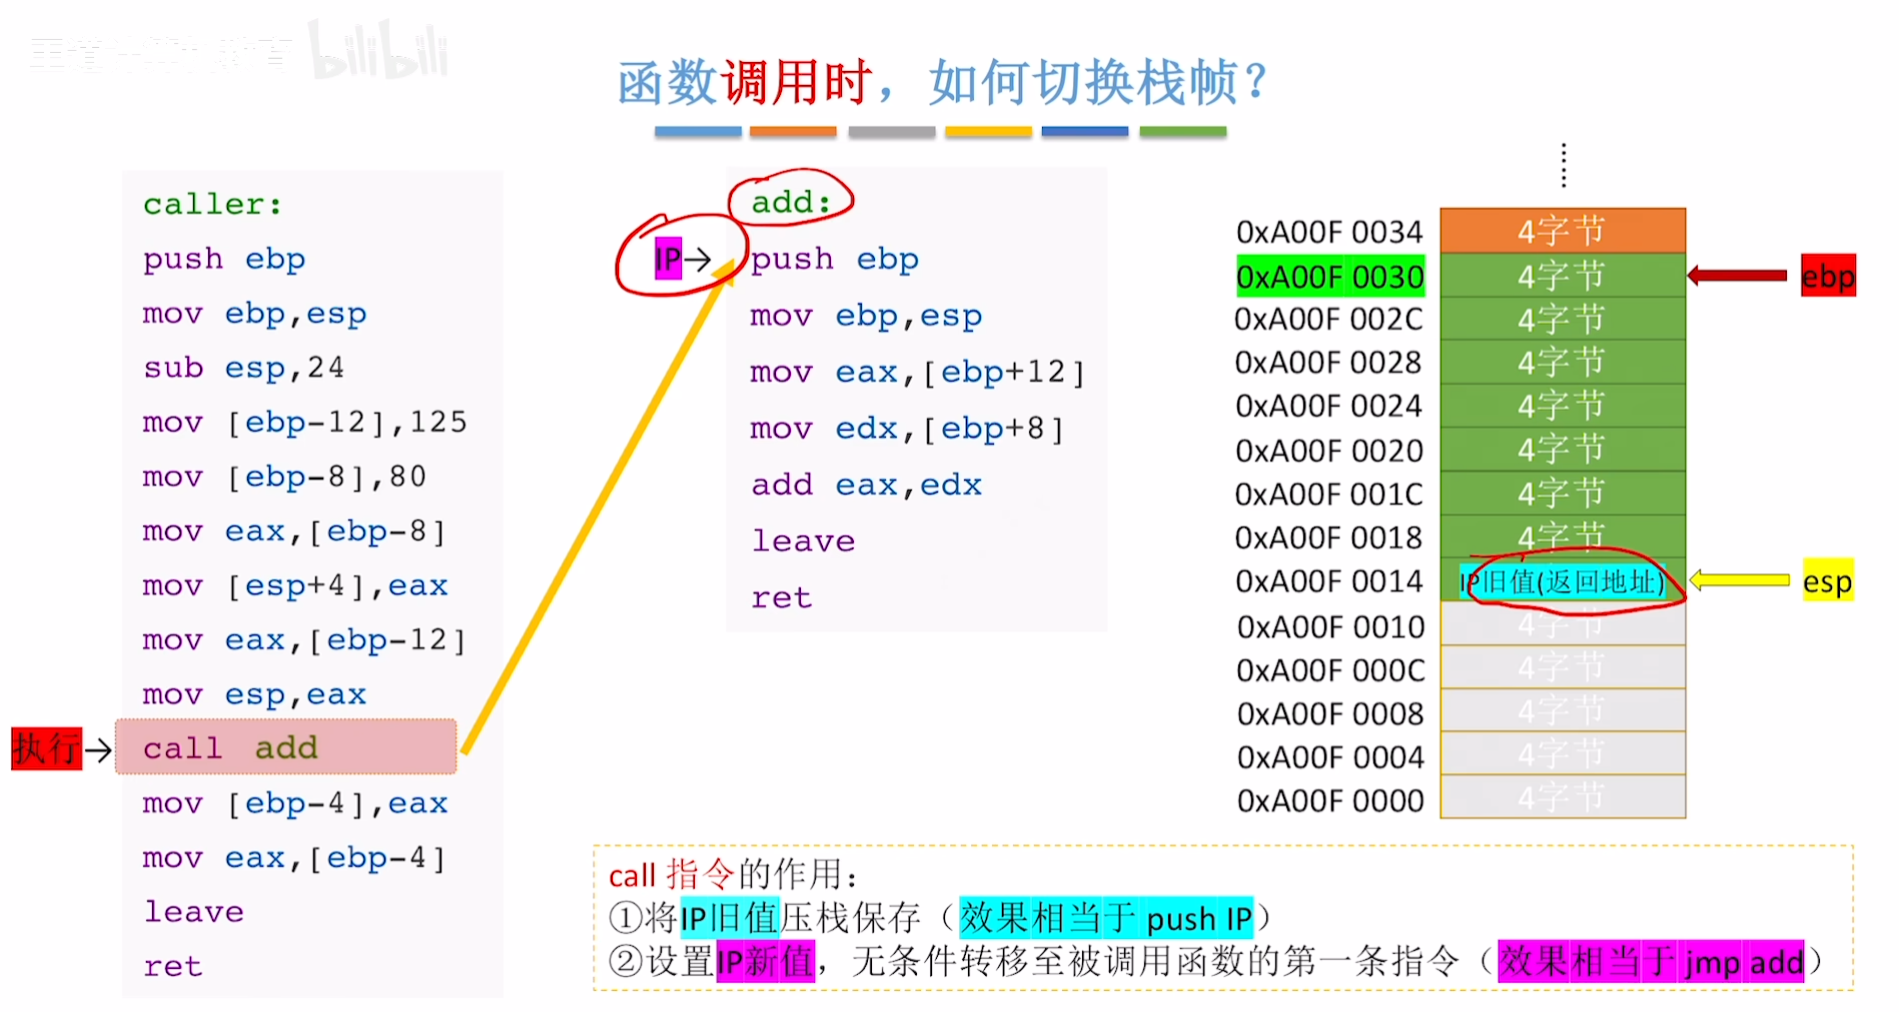 bilibili
函数调用时，如何切换栈帧？
caller:
push ebp
mov ebp,esp
sub esp,24
mov [ebp-12],125
mov [ebp-8],80
mov eax,[ebp-8]
mov [esp+4],eax
mov eax,[ebp-12]
mov esp,eax
执行→ call add
mov [ebp-4],eax
mov eax,[ebp-4]
leave
ret
add:
IP→ push ebp
mov ebp,esp
mov eax,[ebp+12]
mov edx,[ebp+8]
add eax,edx
leave
ret
0xA00F 0034 4字节
0xA00F 0030 4字节 ebp
0xA00F 002C 4字节
0xA00F 0028 4字节
0xA00F 0024 4字节
0xA00F 0020 4字节
0xA00F 001C 4字节
0xA00F 0018 4字节
0xA00F 0014 IP旧值(返回地址) esp
0xA00F 0010 4字节
0xA00F 000C 4字节
0xA00F 0008 4字节
0xA00F 0004 4字节
0xA00F 0000 4字节
call 指令的作用：
①将IP旧值压栈保存（效果相当于 push IP）
②设置IP新值，无条件转移至被调用函数的第一条指令（效果相当于 jmp add）